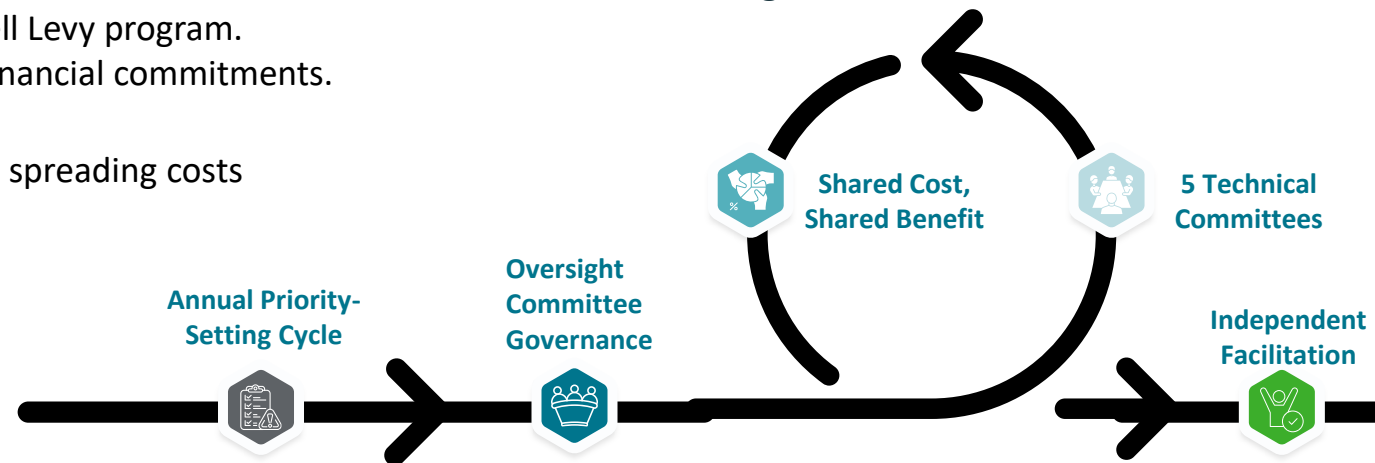 ll Levy program.
nancial commitments.
spreading costs
Shared Cost,
Shared Benefit
5 Technical
Committees
Oversight
Committee
Governance
Annual Priority-
Setting Cycle
Independent
Facilitation
%